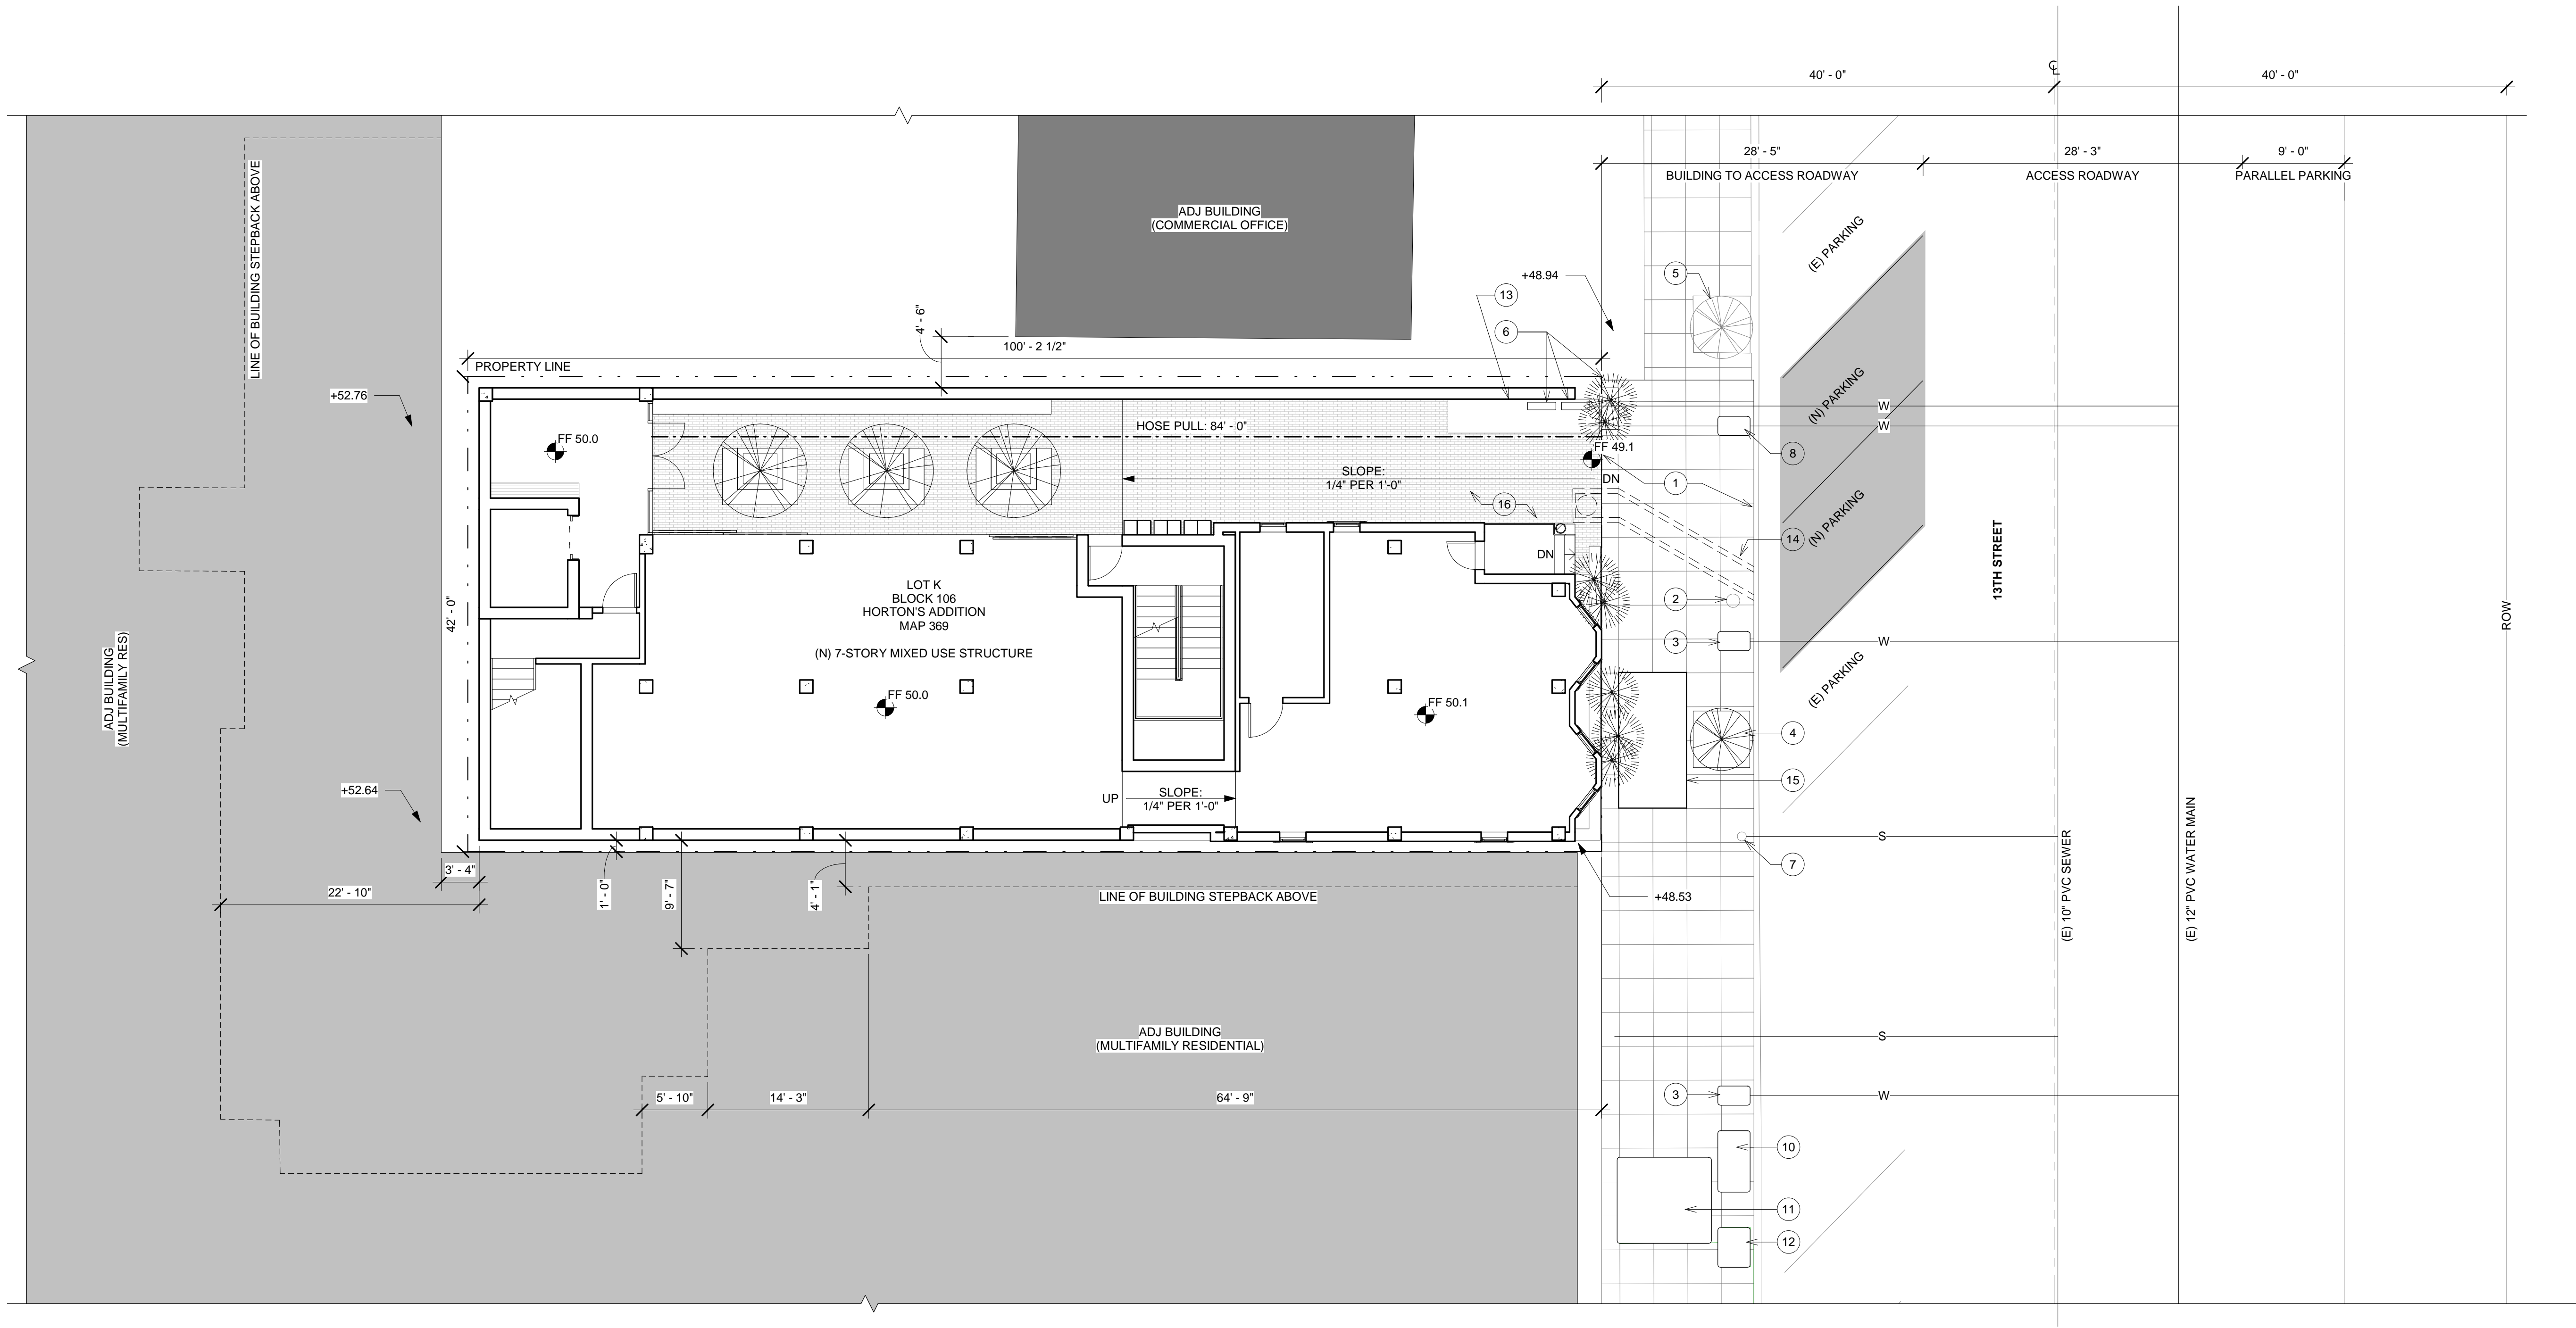 40' - 0"
℄
40' - 0"
28' - 5"
28' - 3"
9' - 0"
BUILDING TO ACCESS ROADWAY
ACCESS ROADWAY
PARALLEL PARKING
LINE OF BUILDING STEPBACK ABOVE
ADJ BUILDING
(COMMERCIAL OFFICE)
(E) PARKING
+48.94
5
13
6
4' - 6"
100' - 2 1/2"
PROPERTY LINE
+52.76
(N) PARKING
W
W
HOSE PULL: 84' - 0"
FF 50.0
FF 49.1
8
SLOPE:
1/4" PER 1'-0"
DN
1
16
(N) PARKING
14
DN
13TH STREET
LOT K
BLOCK 106
HORTON'S ADDITION
MAP 369
(N) 7-STORY MIXED USE STRUCTURE
42' - 0"
2
3
W
ROW
ADJ BUILDING
(MULTIFAMILY RES)
(E) PARKING
FF 50.0
FF 50.1
4
15
+52.64
UP
SLOPE:
1/4" PER 1'-0"
S
7
(E) 10" PVC SEWER
(E) 12" PVC WATER MAIN
3' - 4"
22' - 10"
1' - 0"
9' - 7"
4' - 1"
LINE OF BUILDING STEPBACK ABOVE
+48.53
ADJ BUILDING
(MULTIFAMILY RESIDENTIAL)
S
5' - 10"
14' - 3"
64' - 9"
3
W
10
11
12